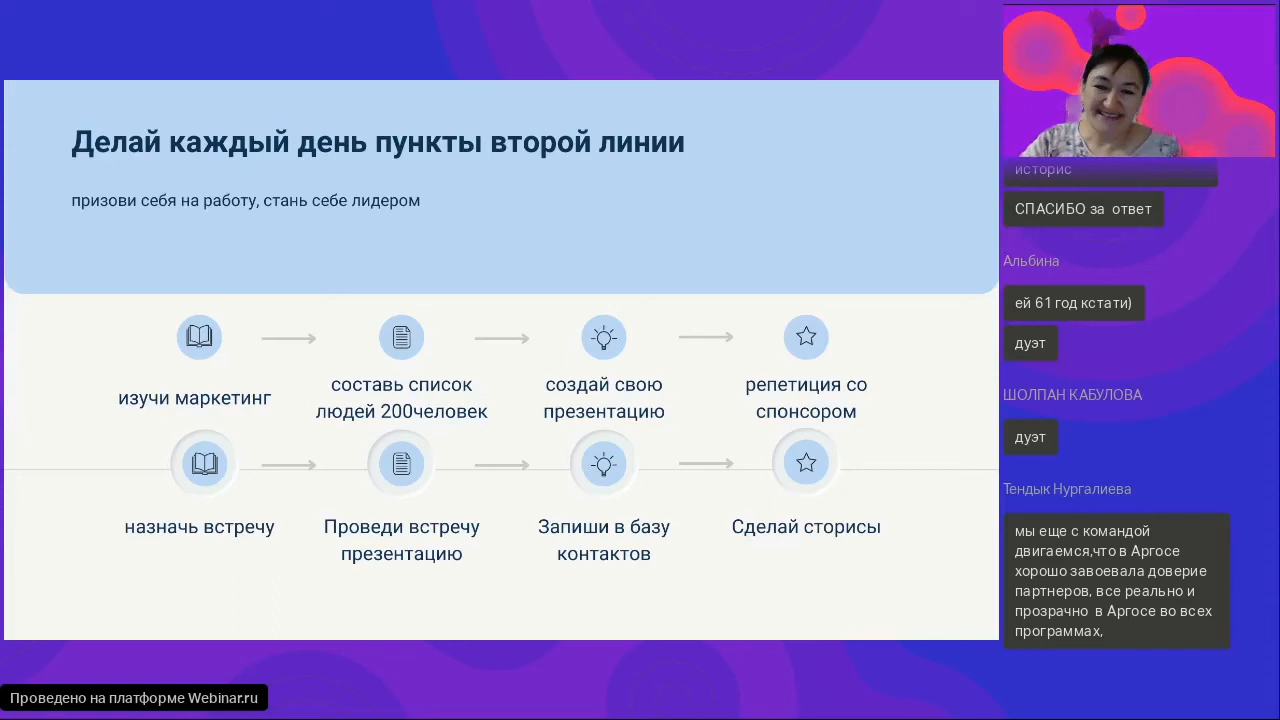 Делай каждый день пункты второй линии
призови себя на работу, стань себе лидером
изучи маркетинг
составь список
людей 200человек
создай свою
презентацию
репетиция со
спонсором
назначь встречу
Проведи встречу
презентацию
Запиши в базу
контактов
Сделай сторисы
историс
СПАСИБО за ответ
Альбина
ей 61 год кстати)
дуэт
ШОЛПАН КАБУЛОВА
дуэт
Тендык Нургалиева
мы еще с командой
двигаемся,что в Аргосе
хорошо завоевала доверие
партнеров, все реально и
прозрачно в Аргосе во всех
программах,
Проведено на платформе Webinar.ru